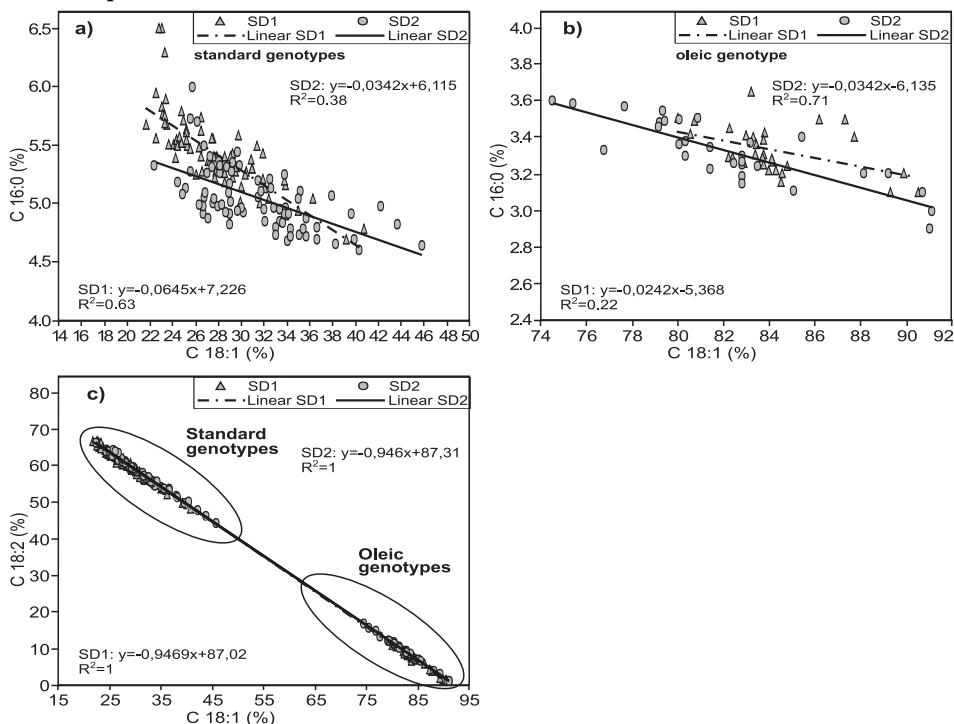 a)
SD1 SD2
Linear SD1 Linear SD2
standard genotypes
SD2: y=-0,0342x+6,115
R²=0.38
SD1: y=-0,0645x+7,226
R²=0.63
C 16:0 (%)
6.5
6.0
5.5
5.0
4.5
4.0
14 18 22 24 26 28 30 32 34 36 38 40 42 44 46 48 50
C 18:1 (%)
b)
SD1 SD2
Linear SD1 Linear SD2
oleic genotype
SD2: y=-0,0342x-6,135
R²=0.71
SD1: y=-0,0242x-5,368
R²=0.22
C 16:0 (%)
4.0
3.8
3.6
3.4
3.2
3.0
2.8
2.6
2.4
74 76 78 80 82 84 86 88 90 92
C 18:1 (%)
c)
SD1 SD2
Linear SD1 Linear SD2
Standard
genotypes
SD2: y=-0,946x+87,31
R²=1
Oleic
genotypes
SD1: y=-0,9469x+87,02
R²=1
C 18:2 (%)
80
70
60
50
40
30
20
10
0
15 25 35 45 55 65 75 85 95
C 18:1 (%)